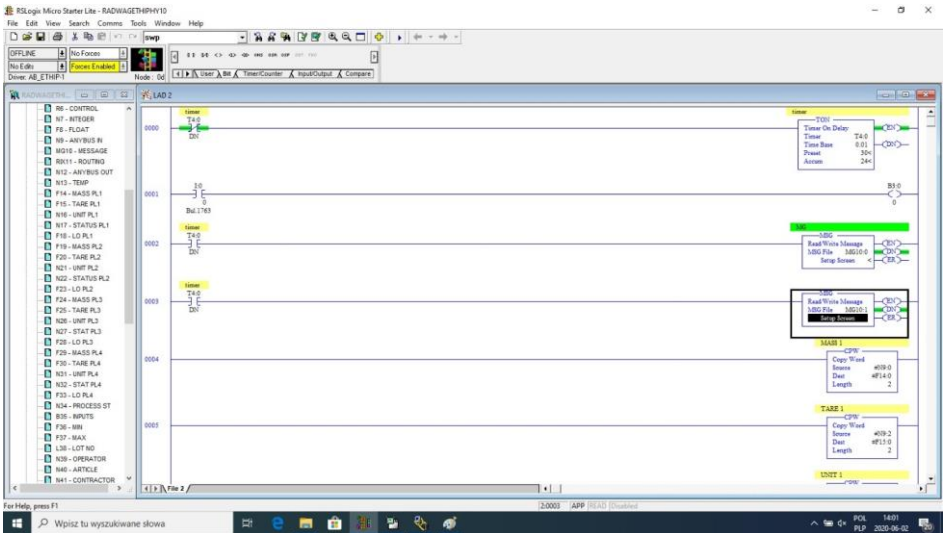 RSLogix Micro Starter Lite - RADWAGETHIPHY10
File Edit View Search Comms Tools Window Help
swp
OFFLINE No Forces
No Edits Forces Enabled
Driver: AB_ETHIP-1 Node : 0d
User Bit Timer/Counter Input/Output Compare
LAD 2
R6 - CONTROL
N7 - INTEGER
F8 - FLOAT
N9 - ANYBUS IN
MG10 - MESSAGE
RIX11 - ROUTING
N12 - ANYBUS OUT
N13 - TEMP
F14 - MASS PL1
F15 - TARE PL1
N16 - UNIT PL1
N17 - STATUS PL1
F18 - LO PL1
F19 - MASS PL2
F20 - TARE PL2
N21 - UNIT PL2
N22 - STATUS PL2
F23 - LO PL2
F24 - MASS PL3
F25 - TARE PL3
N26 - UNIT PL3
N27 - STAT PL3
F28 - LO PL3
F29 - MASS PL4
F30 - TARE PL4
N31 - UNIT PL4
N32 - STAT PL4
F33 - LO PL4
N34 - PROCESS ST
B35 - INPUTS
F36 - MIN
F37 - MAX
L38 - LOT NO
N39 - OPERATOR
N40 - ARTICLE
N41 - CONTRACTOR
0000
timer
T4:0
DN
timer
TON
Timer On Delay EN
Timer T4:0
Time Base 0.01 DN
Preset 50<
Accum 24<
0001
I:0
0
Bul.1763
B3:0
0
0002
timer
T4:0
DN
MG
MSG
Read/Write Message EN
MSG File MG10:0 DN
Setup Screen < ER
0003
timer
T4:0
DN
MSG
Read/Write Message EN
MSG File MG10:1 DN
Setup Screen ER
0004
MASS 1
CPW
Copy Word
Source #N9:0
Dest #F14:0
Length 2
0005
TARE 1
CPW
Copy Word
Source #N9:2
Dest #F15:0
Length 2
UNIT 1
CPW
File 2
For Help, press F1
2:0003 APP READ Disabled
Wpisz tu wyszukiwane słowa
POL 14:01
PLP 2020-06-02